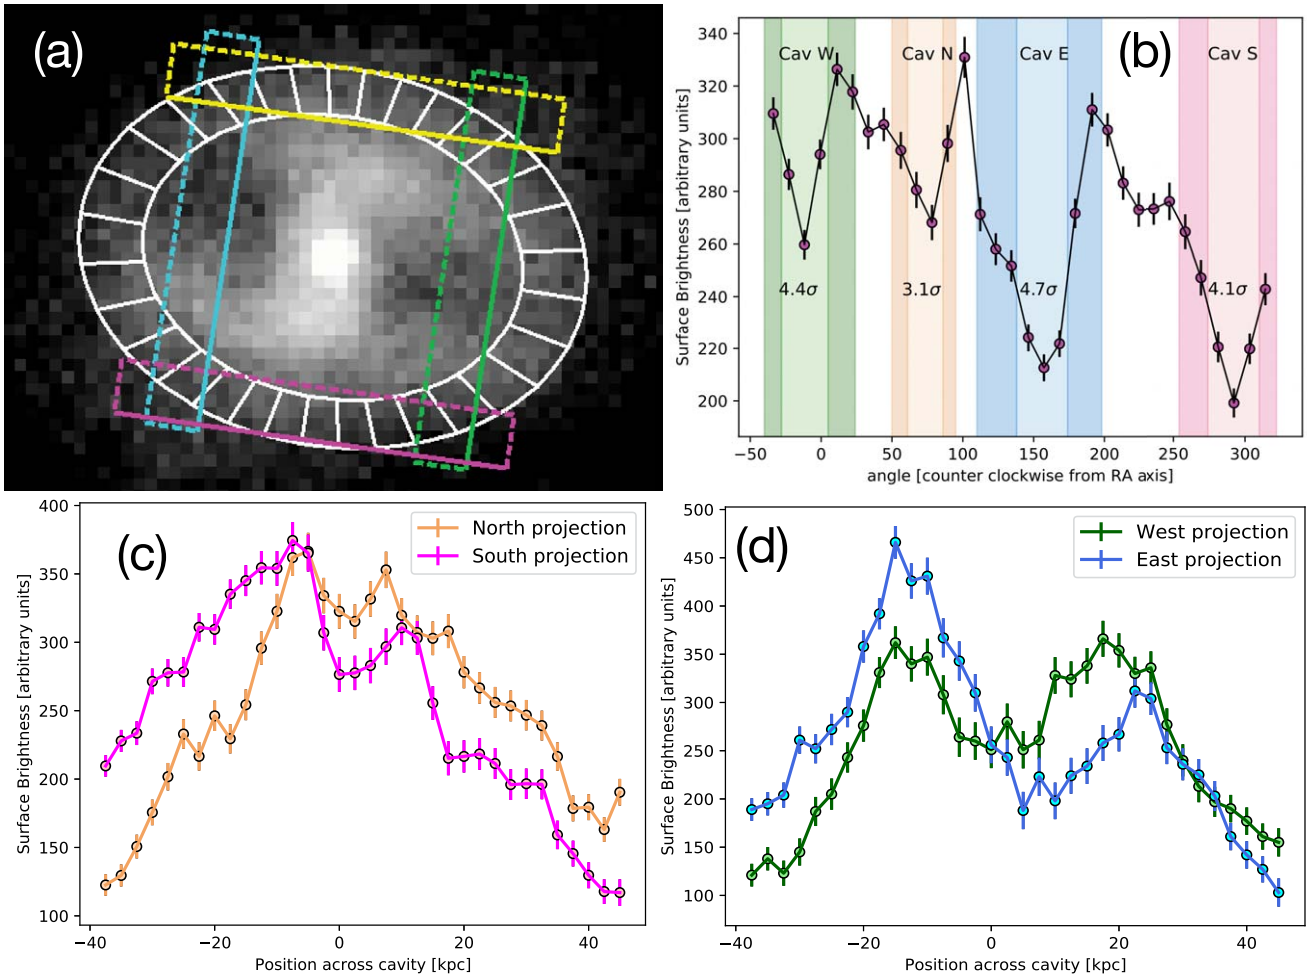 (a)
(b)
Cav W
Cav N
Cav E
Cav S
4.4σ
3.1σ
4.7σ
4.1σ
340
320
300
280
260
240
220
200
Surface Brightness [arbitrary units]
−50
0
50
100
150
200
250
300
angle [counter clockwise from RA axis]
(c)
North projection
South projection
400
350
300
250
200
150
100
Surface Brightness [arbitrary units]
−40
−20
0
20
40
Position across cavity [kpc]
(d)
West projection
East projection
500
450
400
350
300
250
200
150
100
Surface Brightness [arbitrary units]
−40
−20
0
20
40
Position across cavity [kpc]